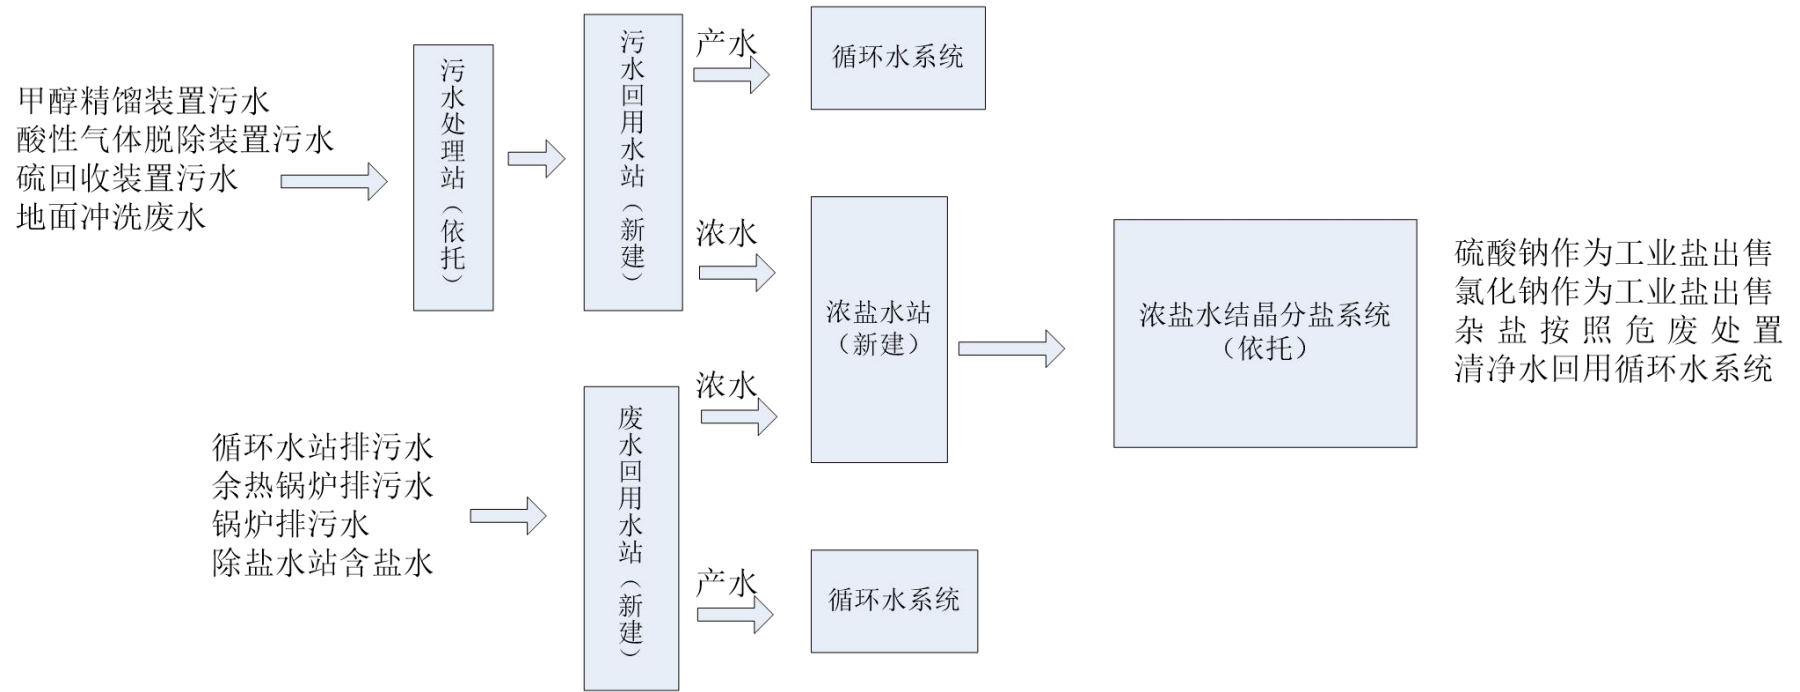 甲醇精馏装置污水
酸性气体脱除装置污水
硫回收装置污水
地面冲洗废水
污水处理站（依托）
污水回用水站（新建）
产水
循环水系统
浓水
循环水站排污水
余热锅炉排污水
锅炉排污水
除盐水站含盐水
废水回用水站（新建）
浓水
产水
循环水系统
浓盐水站
（新建）
浓盐水结晶分盐系统
（依托）
硫酸钠作为工业盐出售
氯化钠作为工业盐出售
杂盐按照危废处置
清净水回用循环水系统